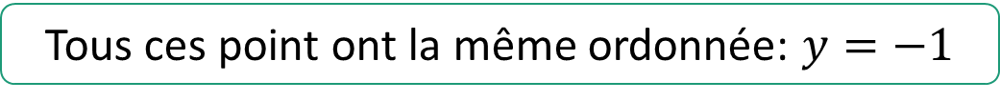 Tous ces point ont la même ordonnée: y = −1